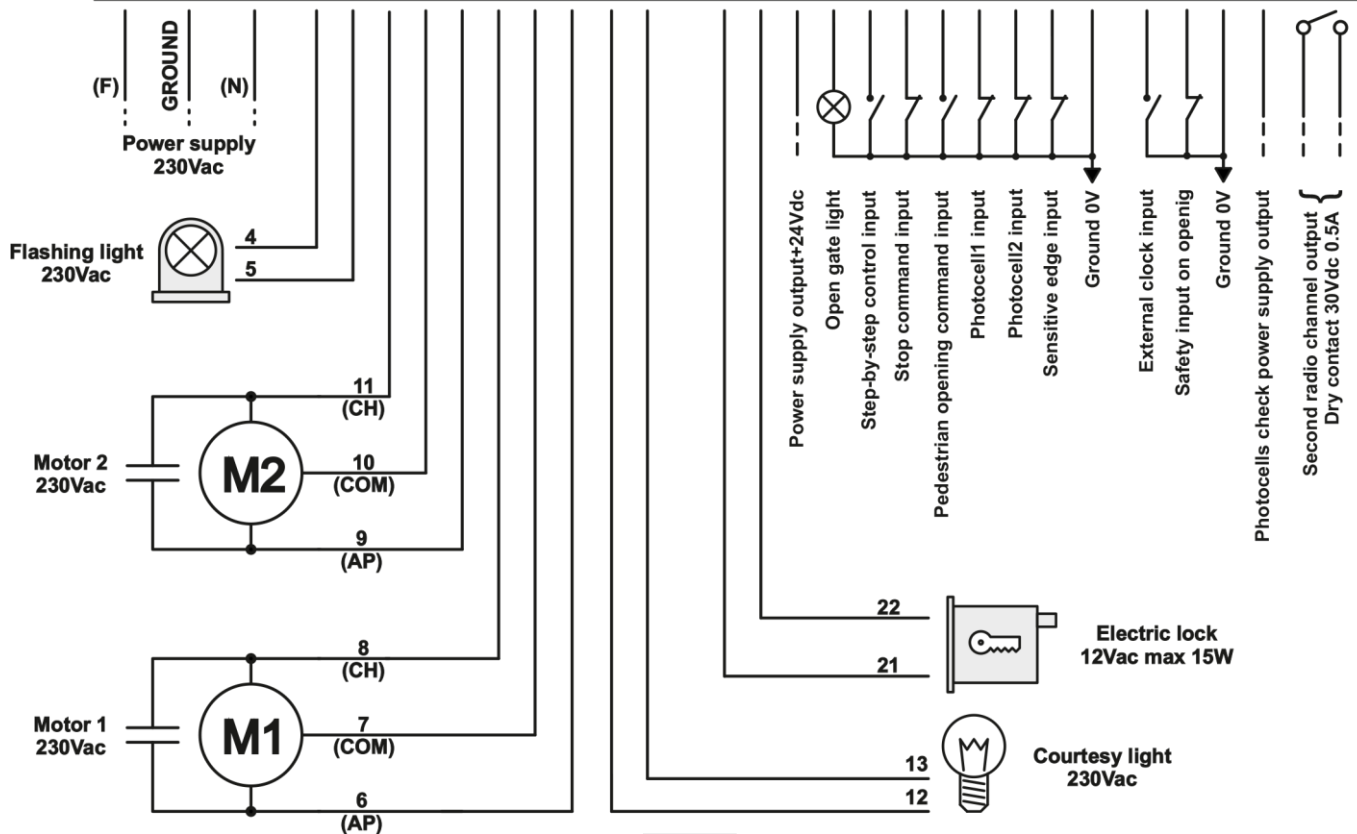 (F)
GROUND
(N)
Power supply
230Vac
Flashing light
230Vac
4
5
Motor 2
230Vac
M2
11
(CH)
10
(COM)
9
(AP)
Motor 1
230Vac
M1
8
(CH)
7
(COM)
6
(AP)
Power supply output+24Vdc
Open gate light
Step-by-step control input
Stop command input
Pedestrian opening command input
Photocell1 input
Photocell2 input
Sensitive edge input
Ground 0V
External clock input
Safety input on openig
Ground 0V
Photocells check power supply output
Second radio channel output
Dry contact 30Vdc 0.5A
22
21
Electric lock
12Vac max 15W
13
12
Courtesy light
230Vac